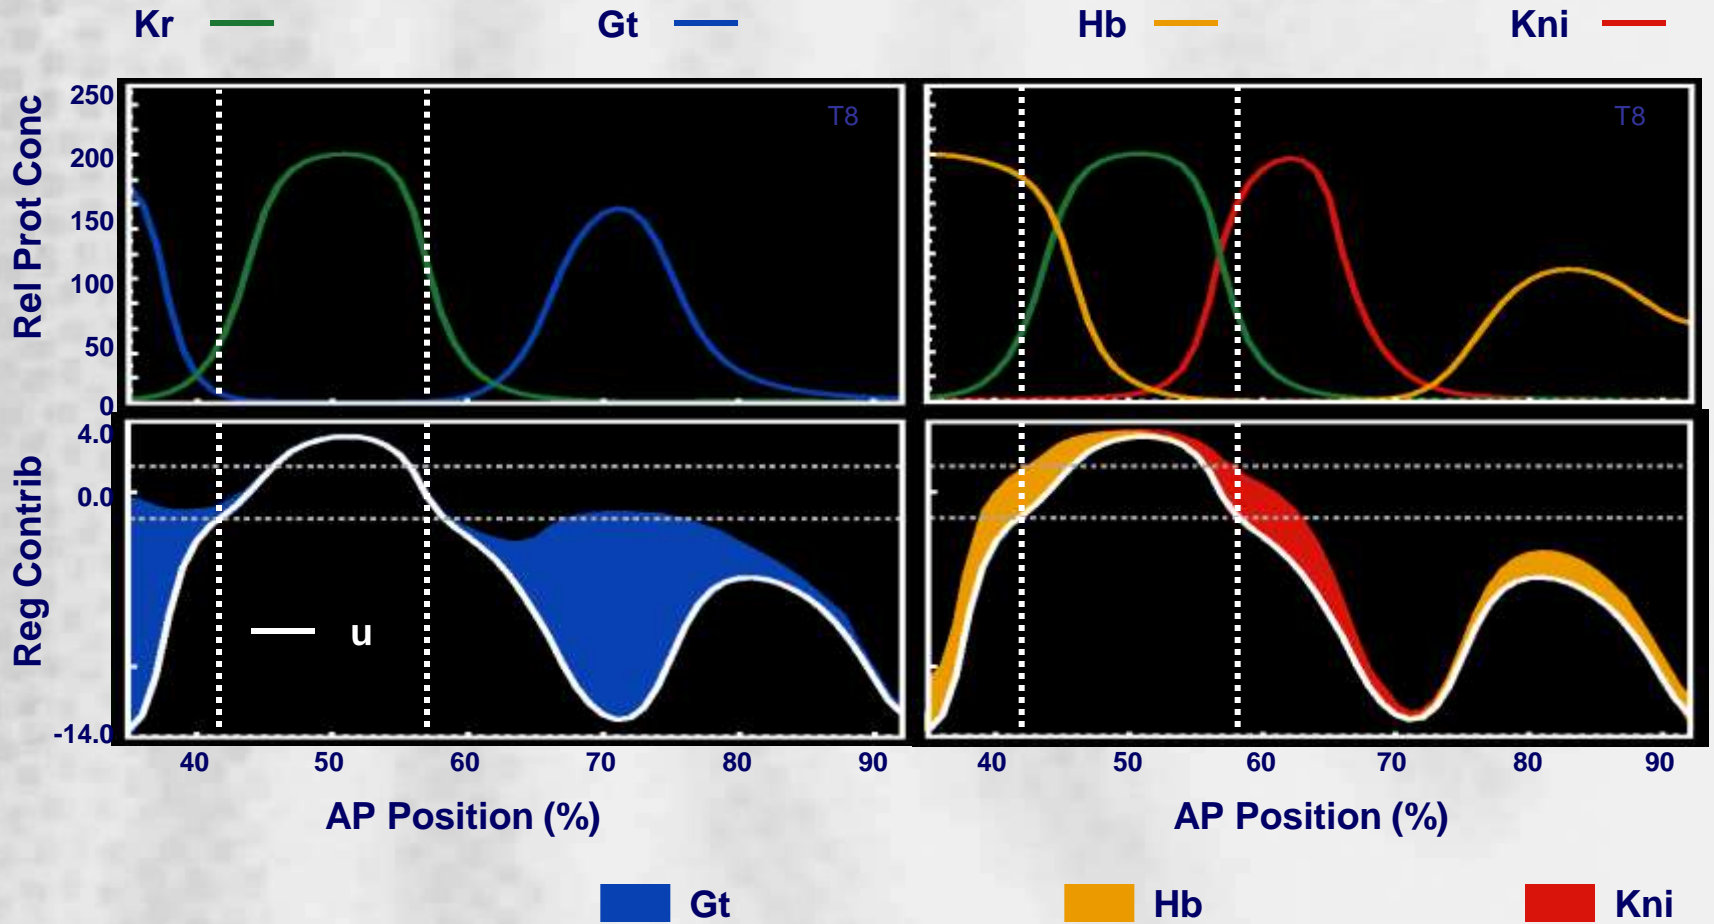 Kr Gt Hb Kni
Rel Prot Conc
250
200
150
100
50
0
T8
T8
Reg Contrib
4.0
0.0
-14.0
u
40 50 60 70 80 90
40 50 60 70 80 90
AP Position (%)
AP Position (%)
Gt Hb Kni